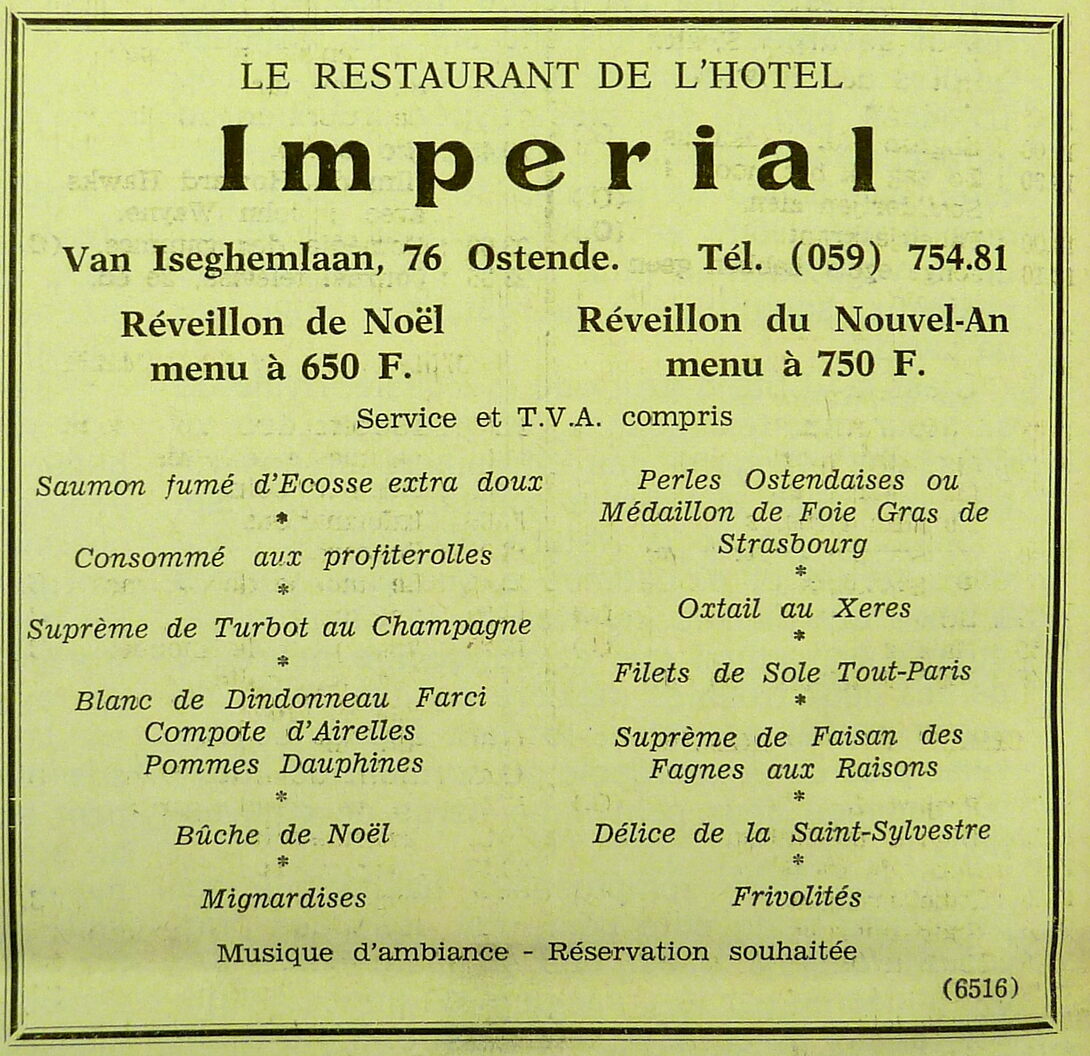 LE RESTAURANT DE L'HOTEL
Imperial
Van Iseghemlaan, 76 Ostende. Tél. (059) 754.81
Réveillon de Noël
menu à 650 F.
Réveillon du Nouvel-An
menu à 750 F.
Service et T.V.A. compris
Saumon fumé d'Ecosse extra doux
*
Consommé aux profiterolles
*
Suprème de Turbot au Champagne
*
Blanc de Dindonneau Farci
Compote d'Airelles
Pommes Dauphines
*
Bûche de Noël
*
Mignardises
Perles Ostendaises ou
Médaillon de Foie Gras de
Strasbourg
*
Oxtail au Xeres
*
Filets de Sole Tout-Paris
*
Suprème de Faisan des
Fagnes aux Raisons
*
Délice de la Saint-Sylvestre
*
Frivolités
Musique d'ambiance - Réservation souhaitée
(6516)